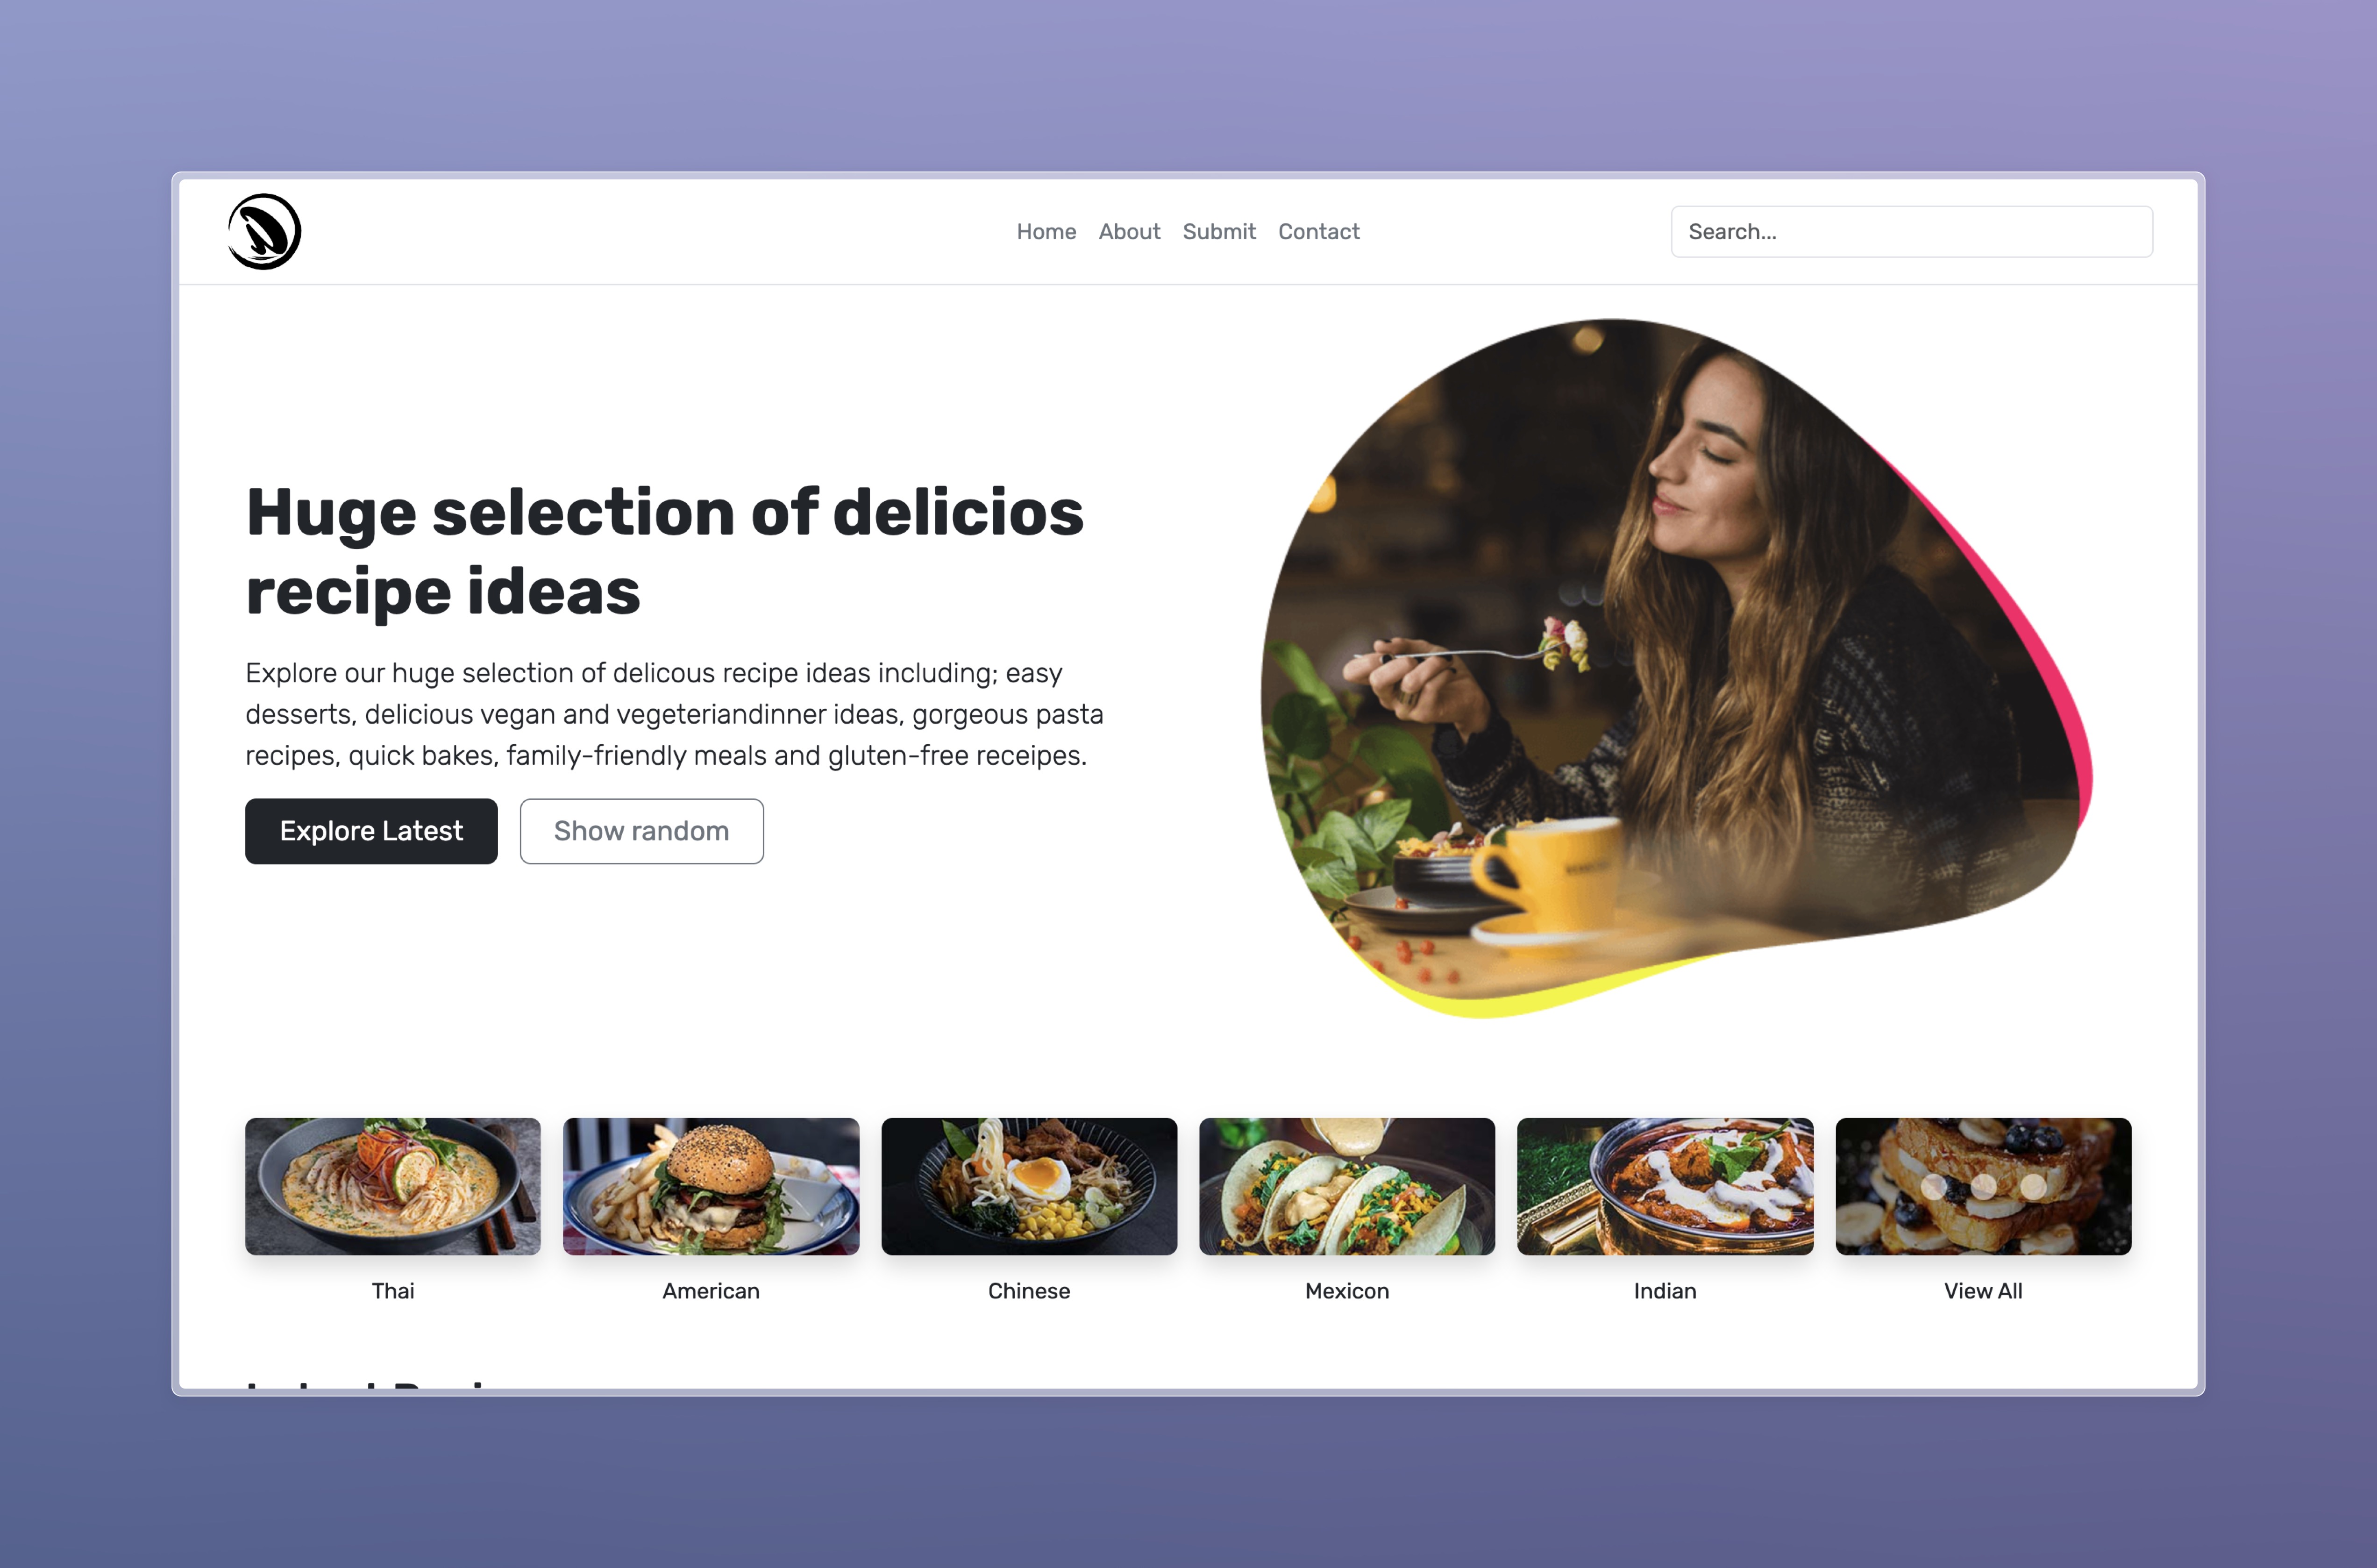 Home About Submit Contact
Search...
Huge selection of delicios
recipe ideas
Explore our huge selection of delicous recipe ideas including; easy
desserts, delicious vegan and vegeteriandinner ideas, gorgeous pasta
recipes, quick bakes, family-friendly meals and gluten-free receipes.
Explore Latest
Show random
Thai
American
Chinese
Mexicon
Indian
View All